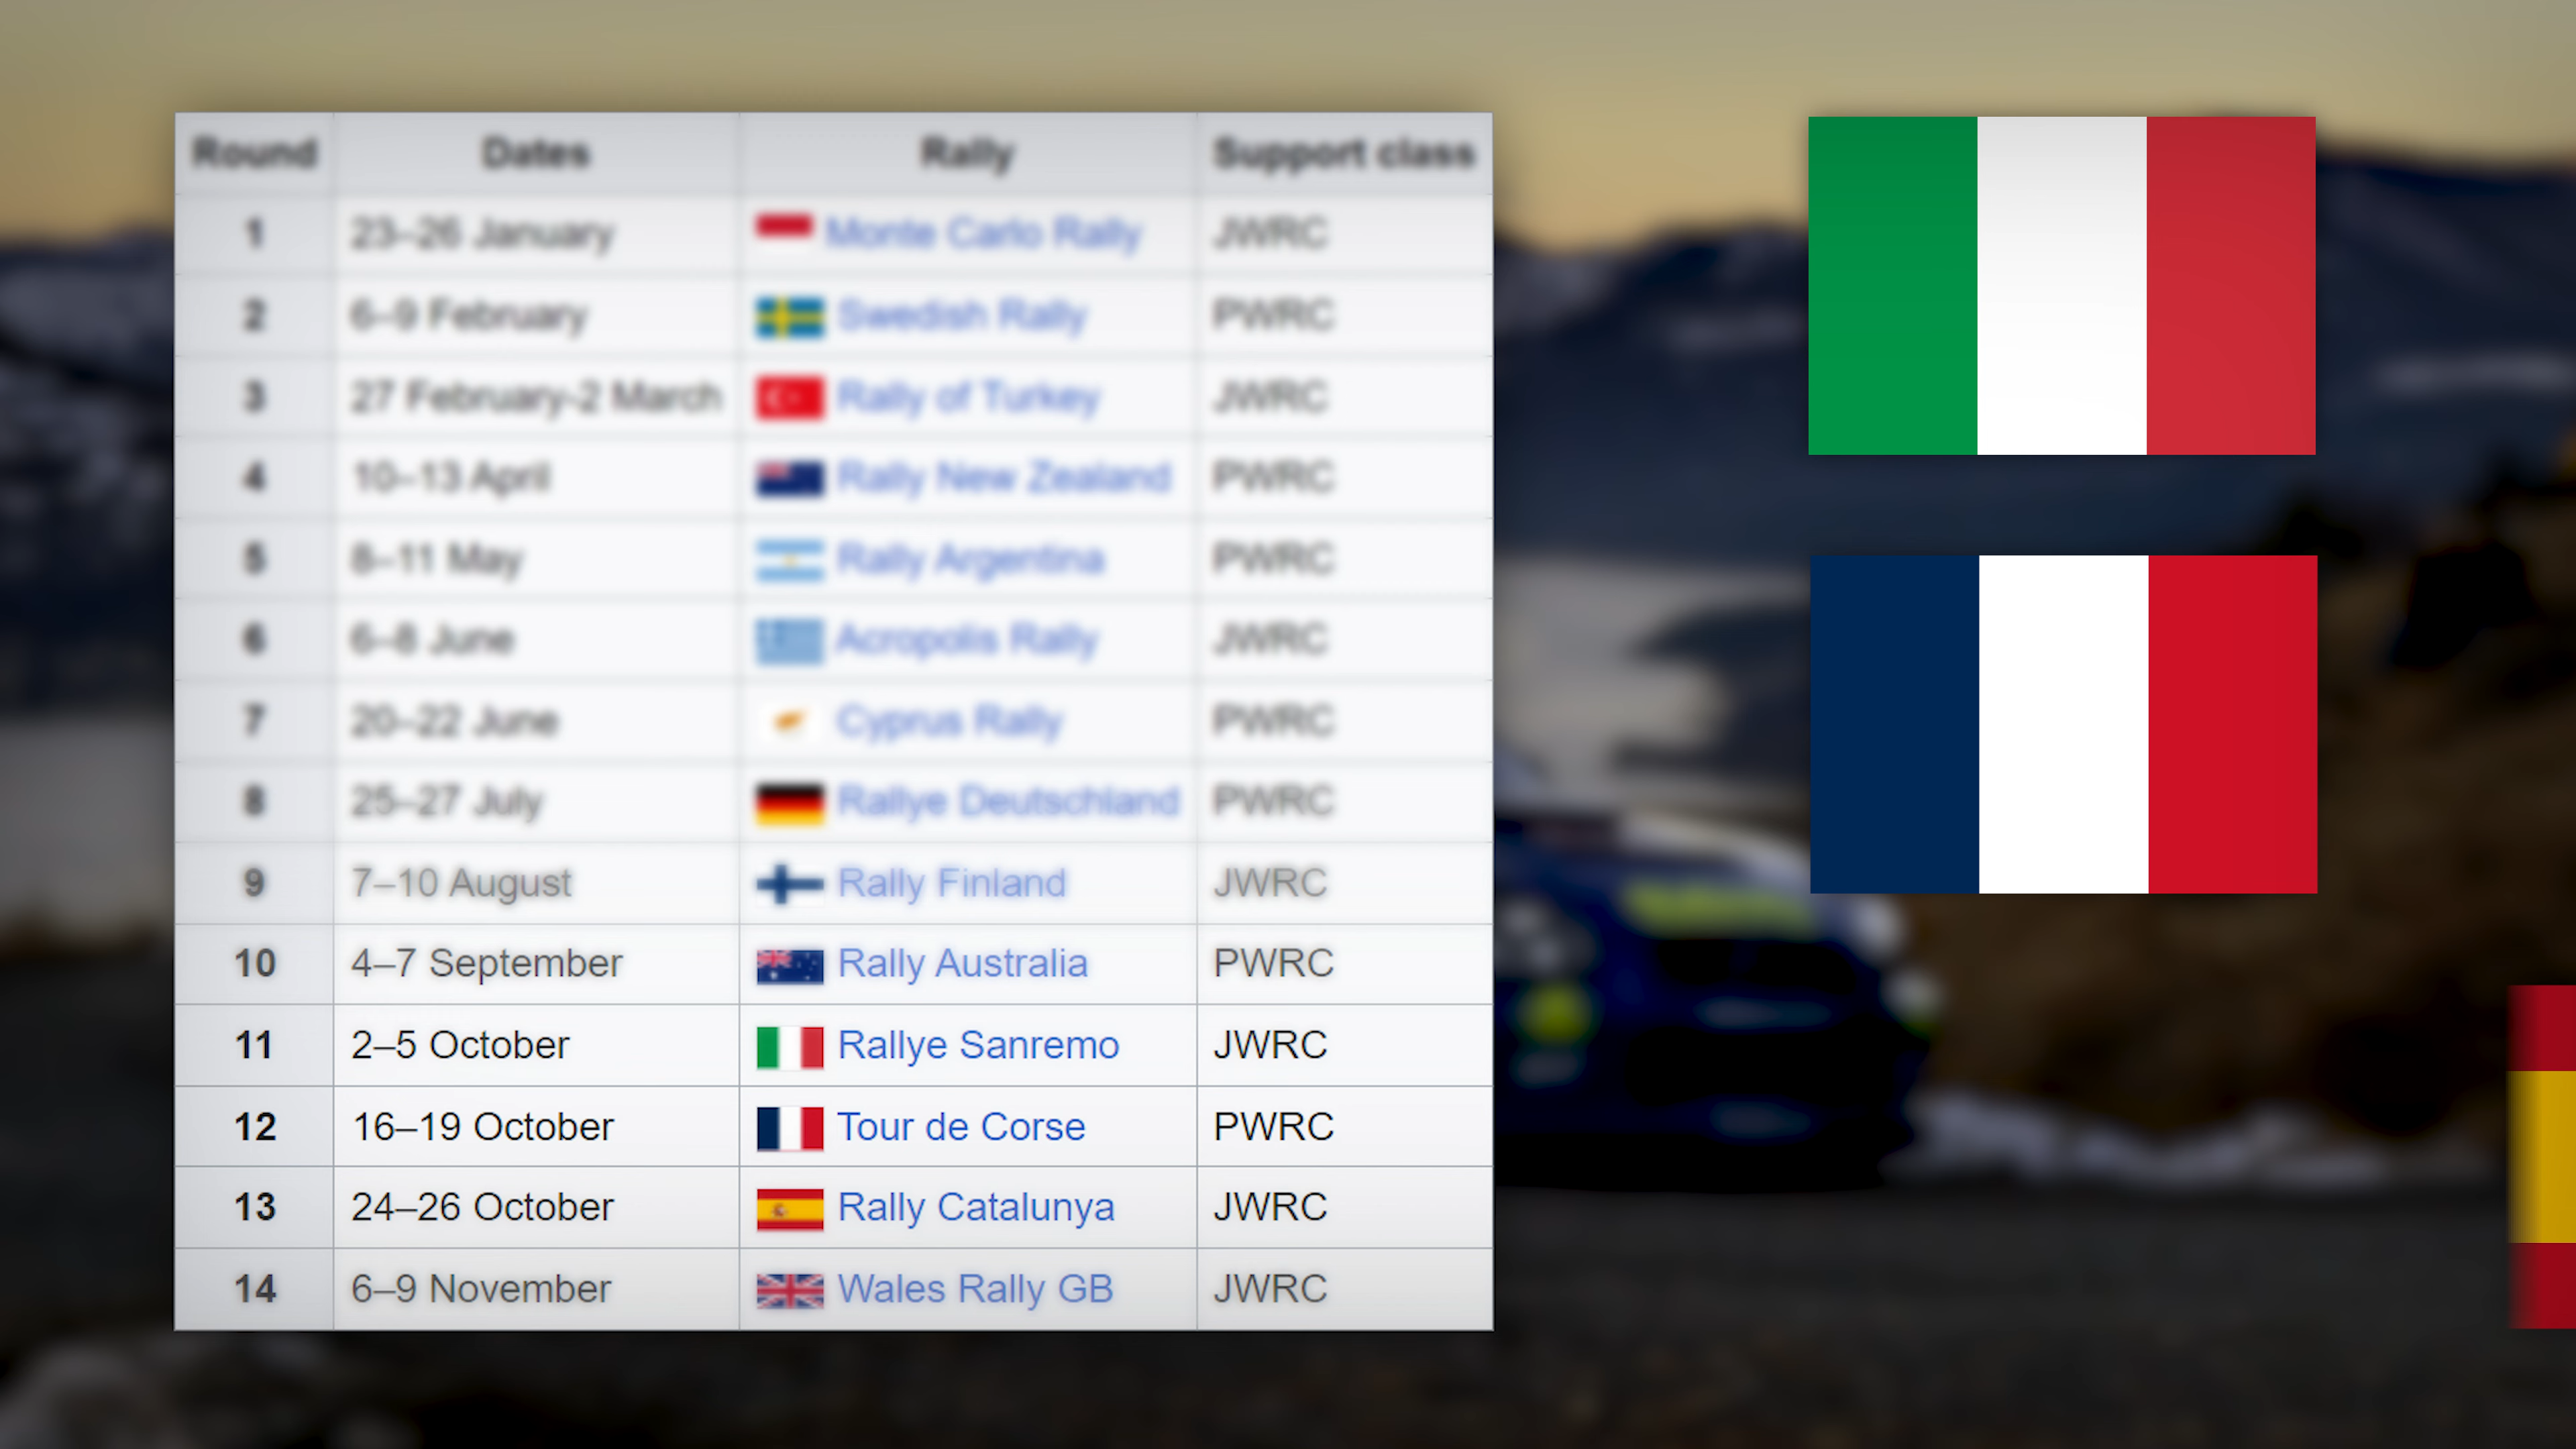 Round Dates Rally Support class
1 23–26 January Monte Carlo Rally JWRC
2 6–9 February Swedish Rally PWRC
3 27 February-2 March Rally of Turkey JWRC
4 10–13 April Rally New Zealand PWRC
5 8–11 May Rally Argentina PWRC
6 6–8 June Acropolis Rally JWRC
7 20–22 June Cyprus Rally PWRC
8 25–27 July Rallye Deutschland PWRC
9 7–10 August Rally Finland JWRC
10 4–7 September Rally Australia PWRC
11 2–5 October Rallye Sanremo JWRC
12 16–19 October Tour de Corse PWRC
13 24–26 October Rally Catalunya JWRC
14 6–9 November Wales Rally GB JWRC